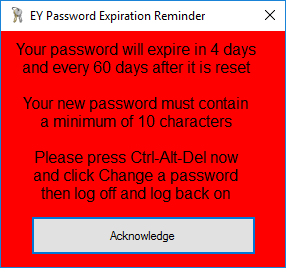 EY Password Expiration Reminder
Your password will expire in 4 days
and every 60 days after it is reset
Your new password must contain
a minimum of 10 characters
Please press Ctrl-Alt-Del now
and click Change a password
then log off and log back on
Acknowledge